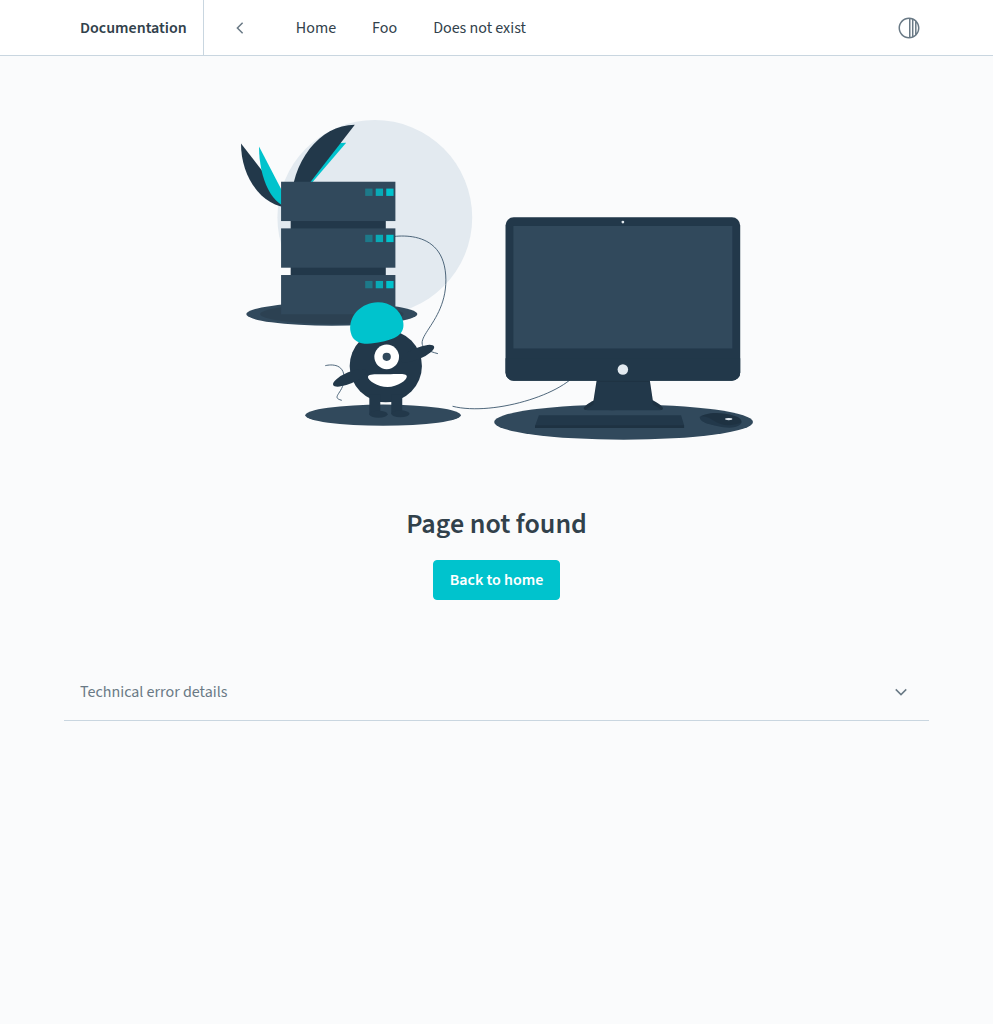 Documentation
Home
Foo
Does not exist
Page not found
Back to home
Technical error details